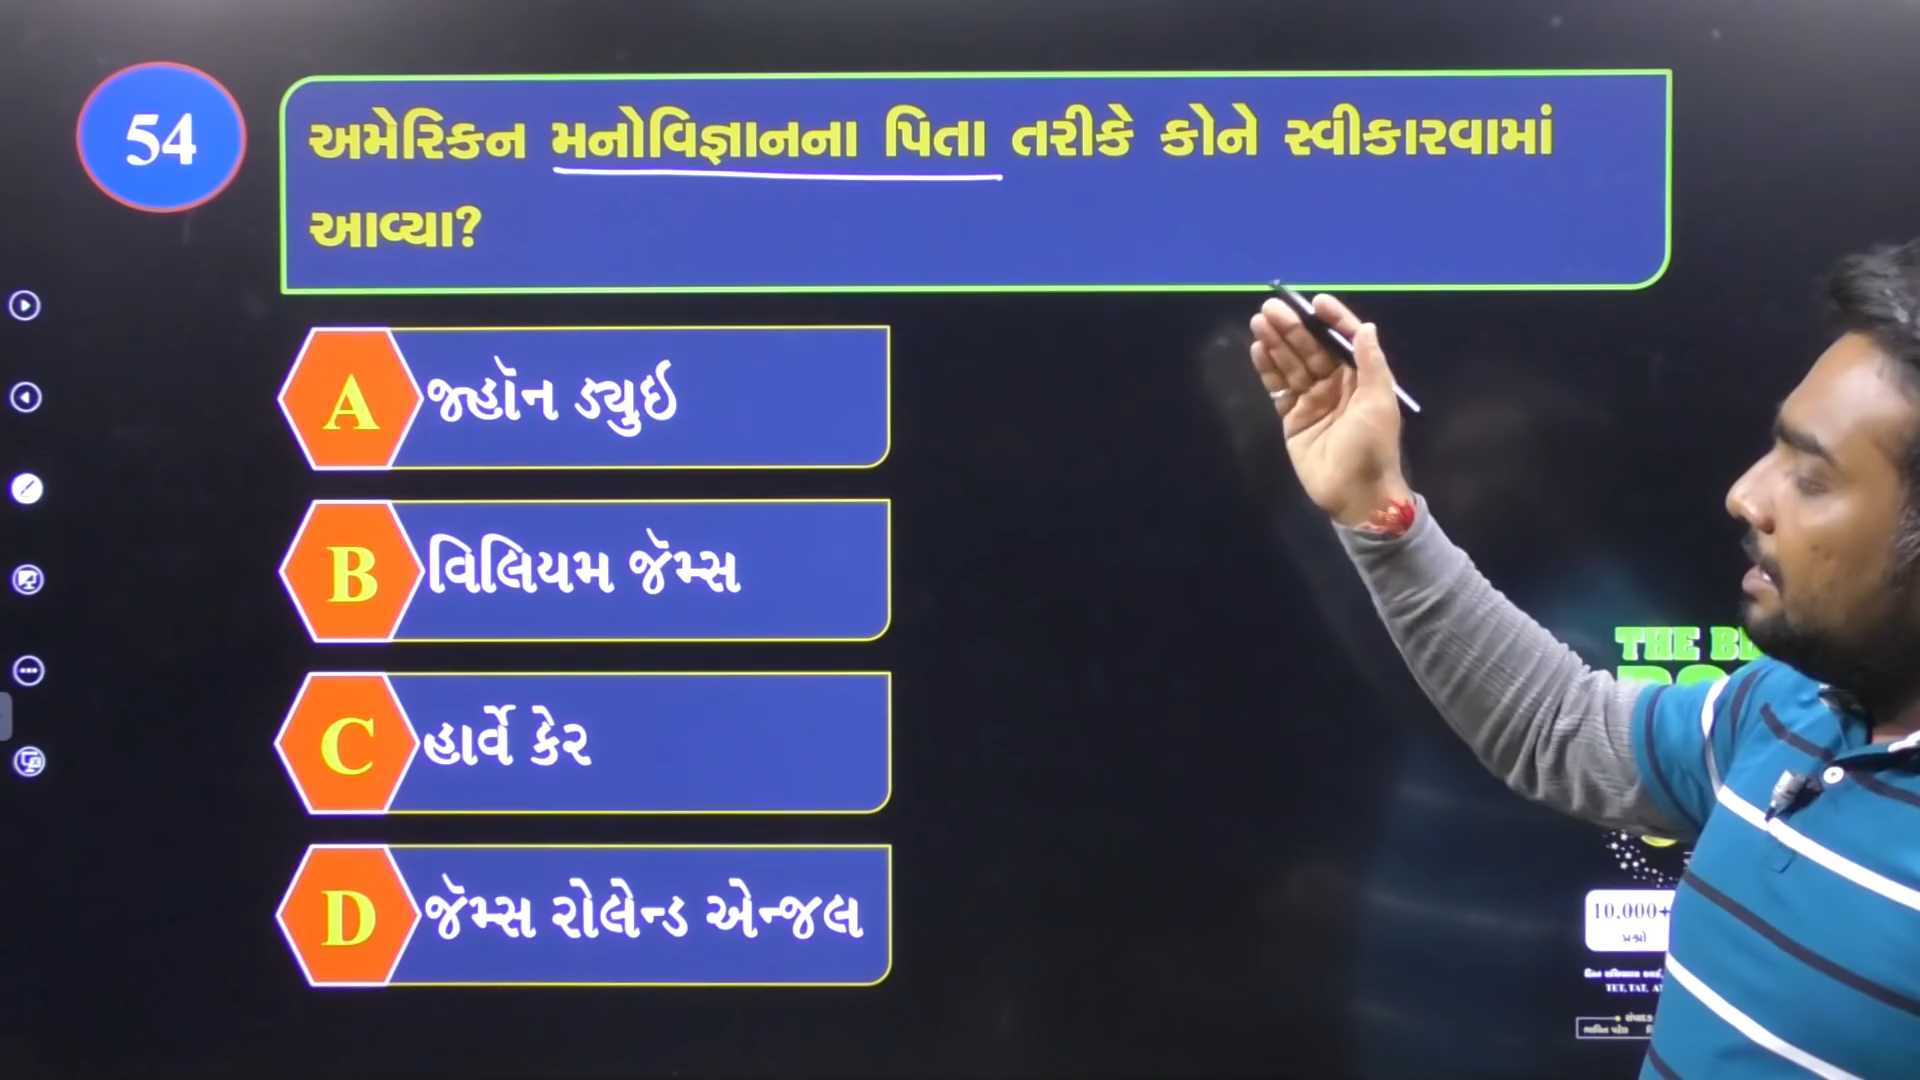 54
અમેરિકન મનોવિજ્ઞાનના પિતા તરીકે કોને સ્વીકારવામાં
આવ્યા?
A જ્હૉન ડ્યુઈ
B વિલિયમ જૅમ્સ
C હાર્વે કેર
D જૅમ્સ રોલેન્ડ એન્જલ
THE
10,000+
પ્રશ્નો
TET, TAT,